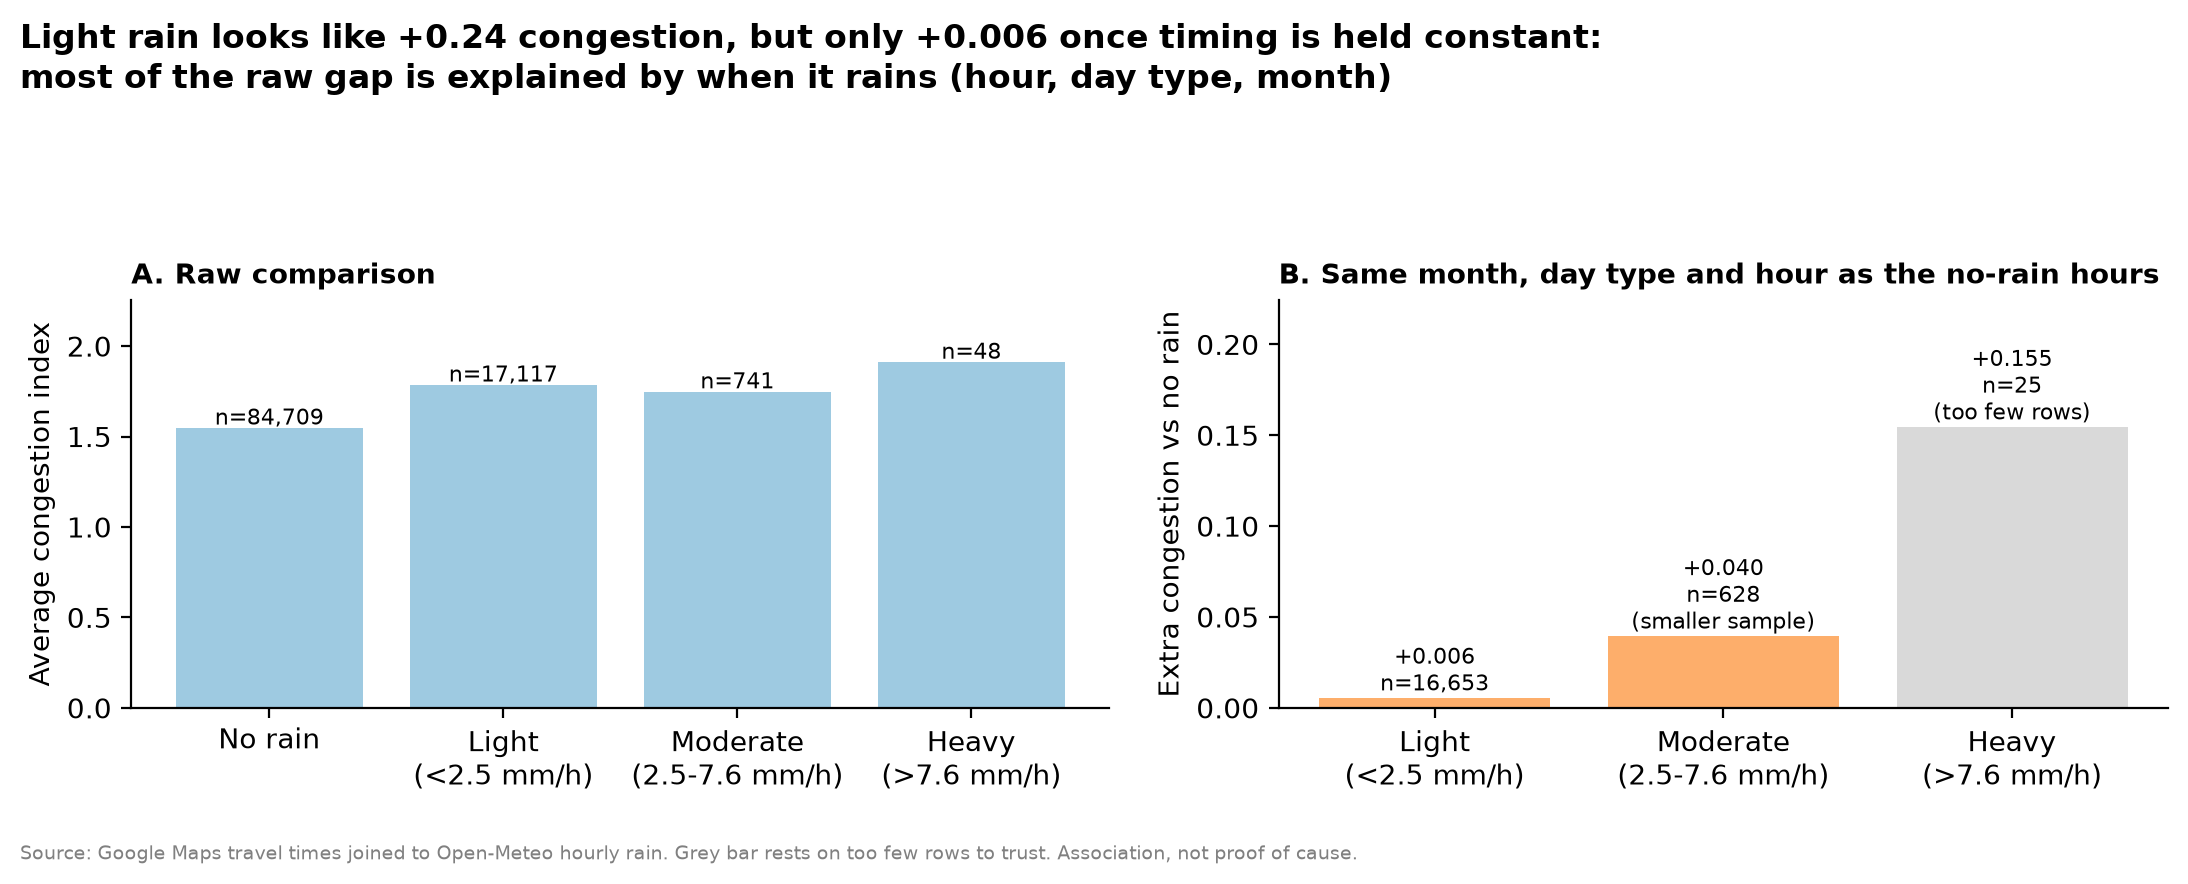 Light rain looks like +0.24 congestion, but only +0.006 once timing is held constant:
most of the raw gap is explained by when it rains (hour, day type, month)
A. Raw comparison
Average congestion index
2.0
1.5
1.0
0.5
0.0
n=84,709
n=17,117
n=741
n=48
No rain
Light
(<2.5 mm/h)
Moderate
(2.5-7.6 mm/h)
Heavy
(>7.6 mm/h)
B. Same month, day type and hour as the no-rain hours
Extra congestion vs no rain
0.20
0.15
0.10
0.05
0.00
+0.006
n=16,653
+0.040
n=628
(smaller sample)
+0.155
n=25
(too few rows)
Light
(<2.5 mm/h)
Moderate
(2.5-7.6 mm/h)
Heavy
(>7.6 mm/h)
Source: Google Maps travel times joined to Open-Meteo hourly rain. Grey bar rests on too few rows to trust. Association, not proof of cause.